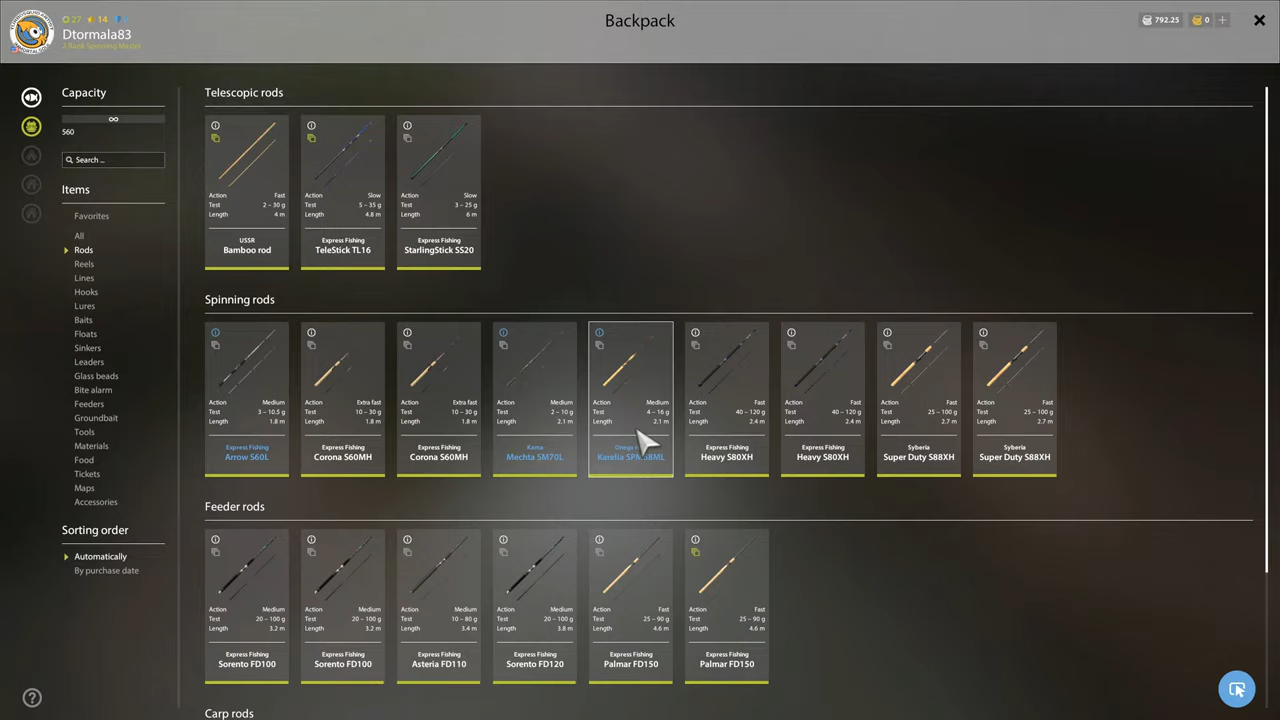 Backpack
27 14
Dtormala83
792.25 0 +
Capacity
∞
560
Search ...
Items
Favorites
All
Rods
Reels
Lines
Hooks
Lures
Baits
Floats
Sinkers
Leaders
Glass beads
Bite alarm
Feeders
Groundbait
Tools
Materials
Food
Tickets
Maps
Accessories
Sorting order
Automatically
By purchase date
?
Telescopic rods
Action Fast
Test 2 – 30 g
Length 4 m
USSR
Bamboo rod
Action Slow
Test 5 – 35 g
Length 4.8 m
Express Fishing
TeleStick TL16
Action Slow
Test 3 – 25 g
Length 6 m
Express Fishing
StarlingStick SS20
Spinning rods
Action Medium
Test 3 – 10.5 g
Length 1.8 m
Express Fishing
Arrow S60L
Action Extra fast
Test 10 – 30 g
Length 1.8 m
Express Fishing
Corona S60MH
Action Extra fast
Test 10 – 30 g
Length 1.8 m
Express Fishing
Corona S60MH
Action Medium
Test 2 – 10 g
Length 2.1 m
Kama
Mechta SM70L
Action Medium
Test 4 – 16 g
Length 2.1 m
Omega
Karelia SPM68ML
Action Medium
Test 40 – 120 g
Length 2.4 m
Express Fishing
Heavy S80XH
Action Medium
Test 40 – 120 g
Length 2.4 m
Express Fishing
Heavy S80XH
Action Fast
Test 25 – 100 g
Length 2.7 m
Syberia
Super Duty S88XH
Action Fast
Test 25 – 100 g
Length 2.7 m
Syberia
Super Duty S88XH
Feeder rods
Action Medium
Test 20 – 100 g
Length 3.2 m
Express Fishing
Sorento FD100
Action Medium
Test 20 – 100 g
Length 3.2 m
Express Fishing
Sorento FD100
Action Medium
Test 10 – 80 g
Length 3.4 m
Express Fishing
Asteria FD110
Action Medium
Test 20 – 100 g
Length 3.8 m
Express Fishing
Sorento FD120
Action Fast
Test 25 – 90 g
Length 4.6 m
Express Fishing
Palmar FD150
Action Fast
Test 25 – 90 g
Length 4.6 m
Express Fishing
Palmar FD150
Carp rods